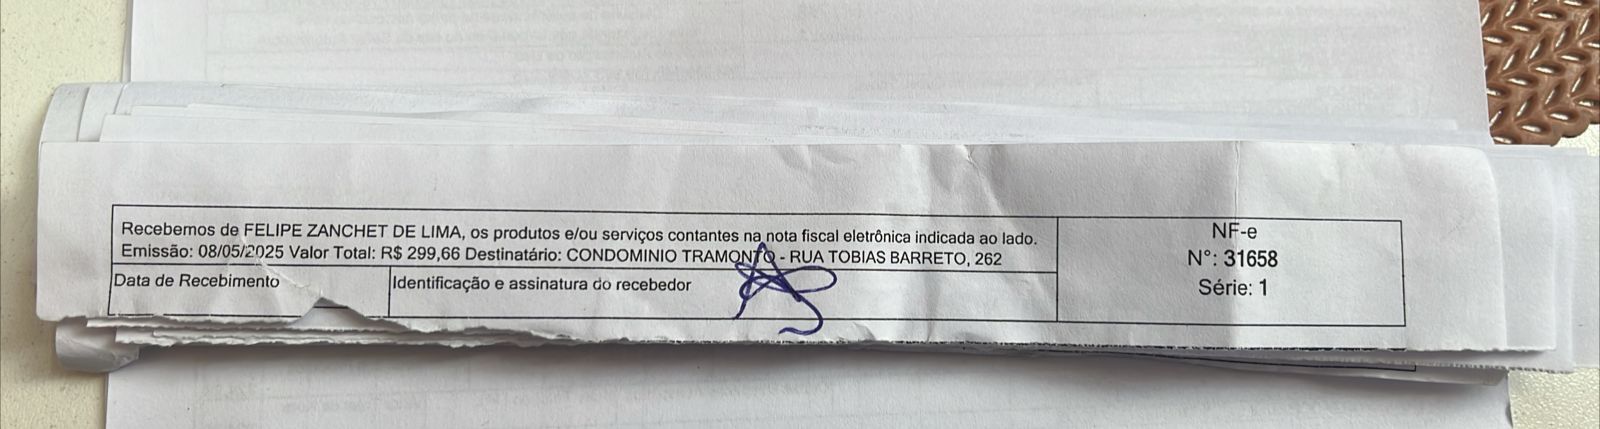 Recebemos de FELIPE ZANCHET DE LIMA, os produtos e/ou serviços contantes na nota fiscal eletrônica indicada ao lado.
Emissão: 08/05/2025 Valor Total: R$ 299,66 Destinatário: CONDOMINIO TRAMONTO - RUA TOBIAS BARRETO, 262
Data de Recebimento
Identificação e assinatura do recebedor
NF-e
N°: 31658
Série: 1